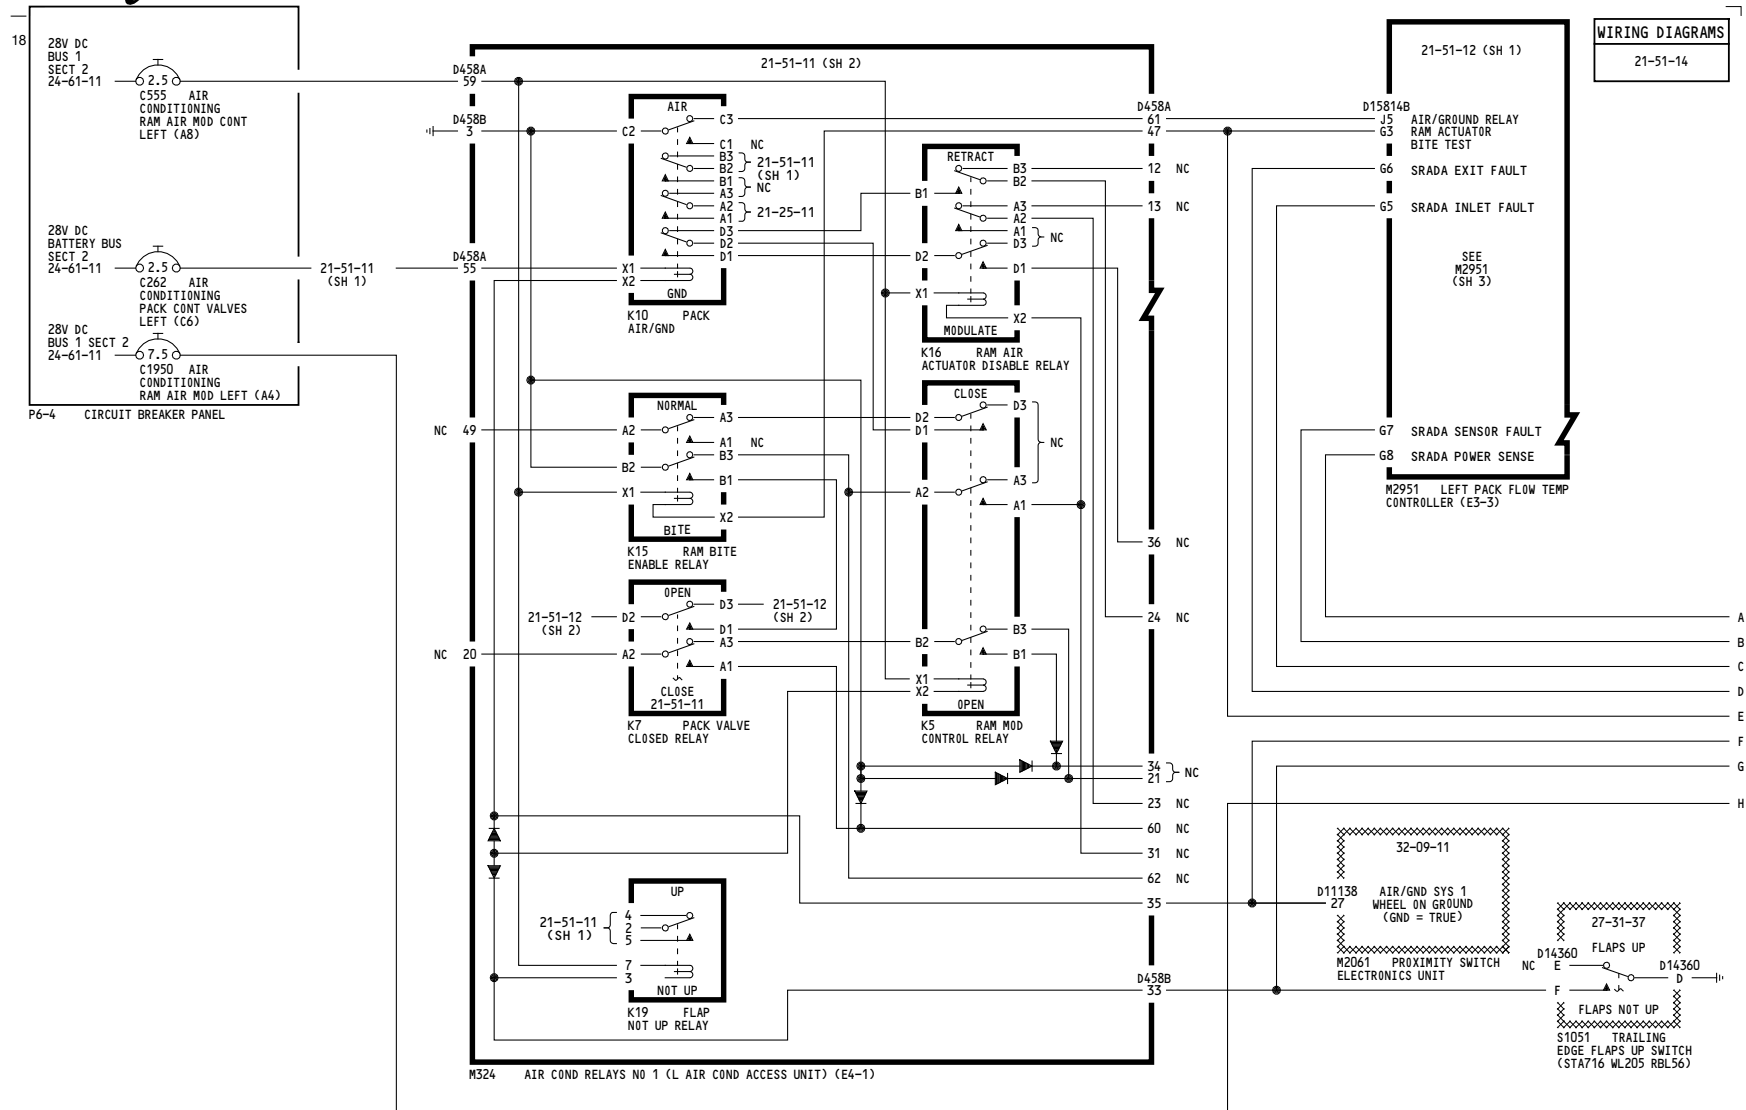 18
28V DC
BUS 1
SECT 2
24-61-11
2.5
C555 AIR
CONDITIONING
RAM AIR MOD CONT
LEFT (A8)
28V DC
BATTERY BUS
SECT 2
24-61-11
2.5
C262 AIR
CONDITIONING
PACK CONT VALVES
LEFT (C6)
28V DC
BUS 1 SECT 2
24-61-11
7.5
C1950 AIR
CONDITIONING
RAM AIR MOD LEFT (A4)
P6-4 CIRCUIT BREAKER PANEL
21-51-11
(SH 1)
21-51-11 (SH 2)
D458A
59
D458B
3
D458A
55
NC 49
NC 20
AIR
C2
C3
C1 NC
B3
B2
21-51-11
(SH 1)
B1
A3
NC
A2
A1
21-25-11
D3
D2
D1
X1
X2
GND
K10 PACK
AIR/GND
NORMAL
A2
A3
A1 NC
B3
B2
B1
X1
X2
BITE
K15 RAM BITE
ENABLE RELAY
OPEN
21-51-12
(SH 2)
D2
D3
21-51-12
(SH 2)
D1
A3
A2
A1
CLOSE
21-51-11
K7 PACK VALVE
CLOSED RELAY
UP
21-51-11
(SH 1)
4
2
5
7
3
NOT UP
K19 FLAP
NOT UP RELAY
RETRACT
B3
B2
B1
A3
A2
A1
D3
NC
D2
D1
X1
X2
MODULATE
K16 RAM AIR
ACTUATOR DISABLE RELAY
CLOSE
D3
D2
D1
NC
A3
A2
A1
B3
B2
B1
X1
X2
OPEN
K5 RAM MOD
CONTROL RELAY
D458A
61
47
12 NC
13 NC
36 NC
24 NC
34
21
NC
23 NC
60 NC
31 NC
62 NC
35
D458B
33
M324 AIR COND RELAYS NO 1 (L AIR COND ACCESS UNIT) (E4-1)
21-51-12 (SH 1)
D15814B
J5 AIR/GROUND RELAY
G3 RAM ACTUATOR
BITE TEST
G6 SRADA EXIT FAULT
G5 SRADA INLET FAULT
SEE
M2951
(SH 3)
G7 SRADA SENSOR FAULT
G8 SRADA POWER SENSE
M2951 LEFT PACK FLOW TEMP
CONTROLLER (E3-3)
WIRING DIAGRAMS
21-51-14
A
B
C
D
E
F
G
H
32-09-11
D11138
27
AIR/GND SYS 1
WHEEL ON GROUND
(GND = TRUE)
M2061 PROXIMITY SWITCH
ELECTRONICS UNIT
27-31-37
FLAPS UP
D14360
NC E
D14360
D
F
FLAPS NOT UP
S1051 TRAILING
EDGE FLAPS UP SWITCH
(STA716 WL205 RBL56)